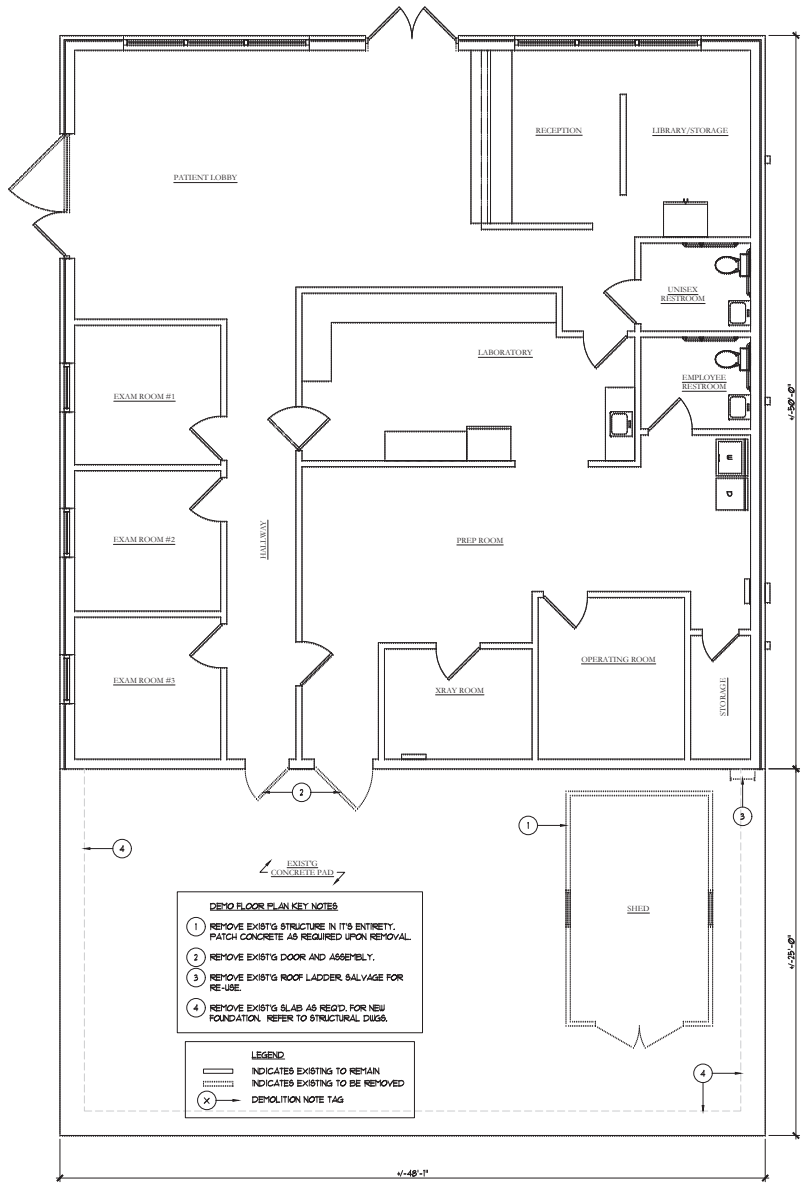 RECEPTION
LIBRARY/STORAGE
PATIENT LOBBY
UNISEX
RESTROOM
LABORATORY
EMPLOYEE
RESTROOM
EXAM ROOM #1
+/-50'-0"
HALLWAY
EXAM ROOM #2
PREP ROOM
D
OPERATING ROOM
EXAM ROOM #3
XRAY ROOM
STORAGE
2
3
1
4
EXIST'G
CONCRETE PAD
SHED
DEMO FLOOR PLAN KEY NOTES
1 REMOVE EXIST'G STRUCTURE IN IT'S ENTIRETY.
PATCH CONCRETE AS REQUIRED UPON REMOVAL.
2 REMOVE EXIST'G DOOR AND ASSEMBLY.
3 REMOVE EXIST'G ROOF LADDER. SALVAGE FOR
RE-USE.
4 REMOVE EXIST'G SLAB AS REQ'D. FOR NEW
FOUNDATION. REFER TO STRUCTURAL DWGS.
+/-25'-0"
LEGEND
INDICATES EXISTING TO REMAIN
INDICATES EXISTING TO BE REMOVED
X DEMOLITION NOTE TAG
4
+/-48'-1"